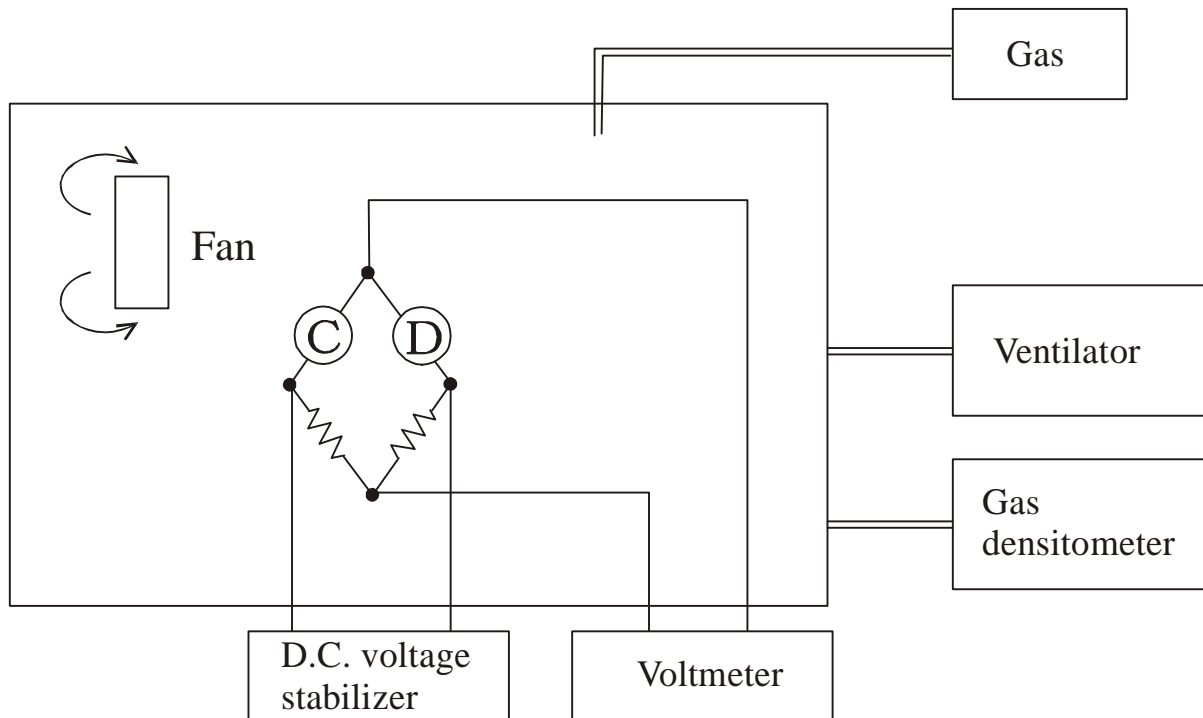 Gas
Fan
C
D
Ventilator
Gas
densitometer
D.C. voltage
stabilizer
Voltmeter